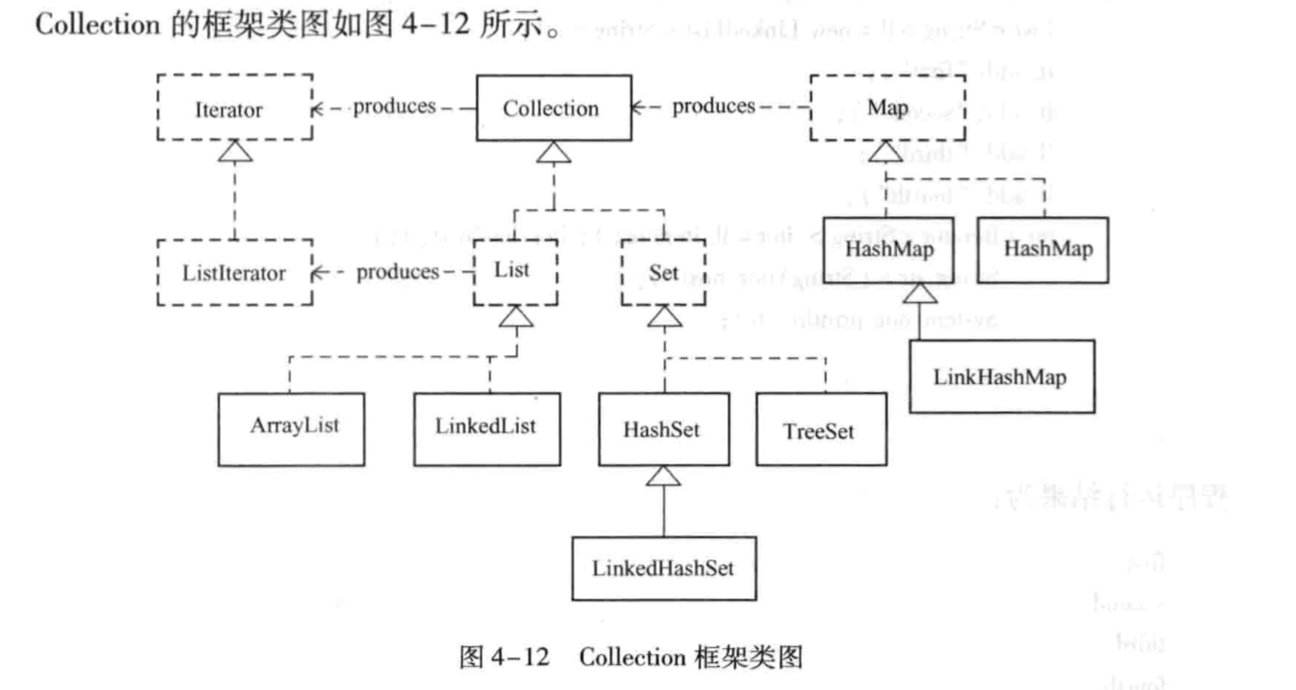 Collection 的框架类图如图 4-12 所示。
Iterator produces Collection produces Map
HashMap HashMap
ListIterator produces List Set
LinkHashMap
ArrayList LinkedList HashSet TreeSet
LinkedHashSet
图 4-12 Collection 框架类图